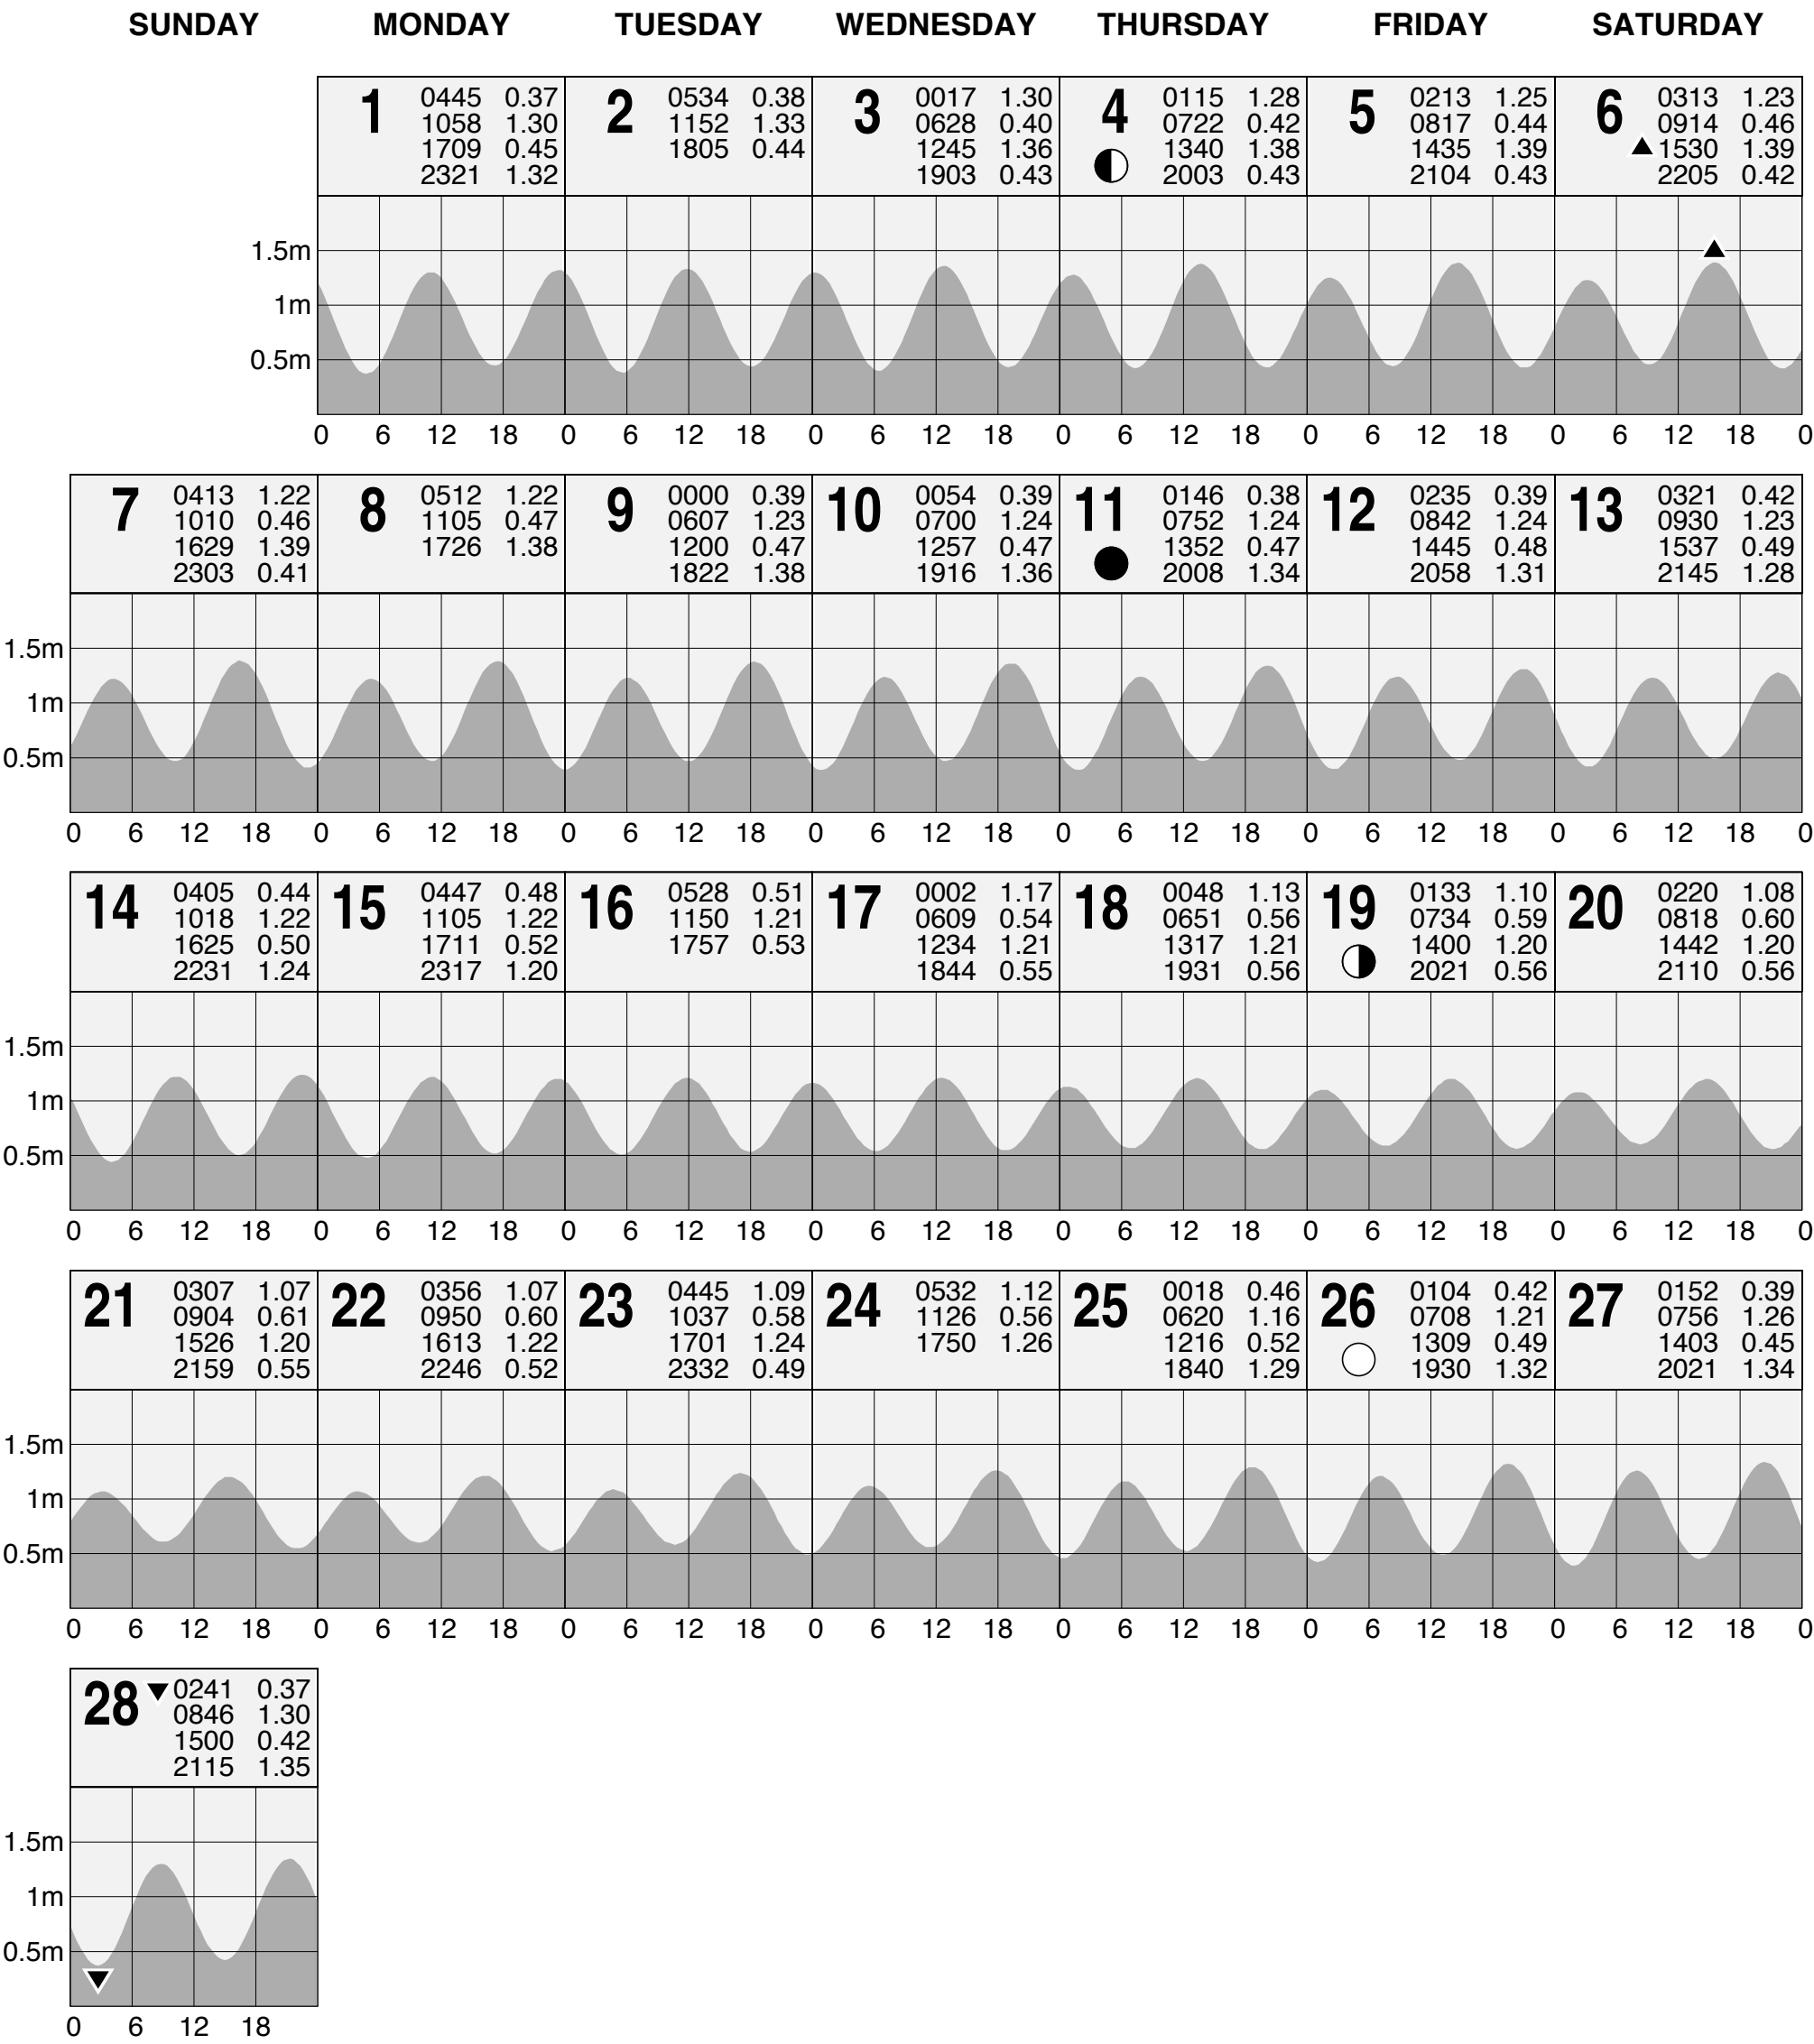 SUNDAY MONDAY TUESDAY WEDNESDAY THURSDAY FRIDAY SATURDAY
1 0445 0.37
1058 1.30
1709 0.45
2321 1.32
2 0534 0.38
1152 1.33
1805 0.44
3 0017 1.30
0628 0.40
1245 1.36
1903 0.43
4 0115 1.28
0722 0.42
1340 1.38
2003 0.43
5 0213 1.25
0817 0.44
1435 1.39
2104 0.43
6 0313 1.23
0914 0.46
1530 1.39
2205 0.42
1.5m
1m
0.5m
0 6 12 18 0 6 12 18 0 6 12 18 0 6 12 18 0 6 12 18 0 6 12 18 0
7 0413 1.22
1010 0.46
1629 1.39
2303 0.41
8 0512 1.22
1105 0.47
1726 1.38
9 0000 0.39
0607 1.23
1200 0.47
1822 1.38
10 0054 0.39
0700 1.24
1257 0.47
1916 1.36
11 0146 0.38
0752 1.24
1352 0.47
2008 1.34
12 0235 0.39
0842 1.24
1445 0.48
2058 1.31
13 0321 0.42
0930 1.23
1537 0.49
2145 1.28
1.5m
1m
0.5m
0 6 12 18 0 6 12 18 0 6 12 18 0 6 12 18 0 6 12 18 0 6 12 18 0 6 12 18 0
14 0405 0.44
1018 1.22
1625 0.50
2231 1.24
15 0447 0.48
1105 1.22
1711 0.52
2317 1.20
16 0528 0.51
1150 1.21
1757 0.53
17 0002 1.17
0609 0.54
1234 1.21
1844 0.55
18 0048 1.13
0651 0.56
1317 1.21
1931 0.56
19 0133 1.10
0734 0.59
1400 1.20
2021 0.56
20 0220 1.08
0818 0.60
1442 1.20
2110 0.56
1.5m
1m
0.5m
0 6 12 18 0 6 12 18 0 6 12 18 0 6 12 18 0 6 12 18 0 6 12 18 0 6 12 18 0
21 0307 1.07
0904 0.61
1526 1.20
2159 0.55
22 0356 1.07
0950 0.60
1613 1.22
2246 0.52
23 0445 1.09
1037 0.58
1701 1.24
2332 0.49
24 0532 1.12
1126 0.56
1750 1.26
25 0018 0.46
0620 1.16
1216 0.52
1840 1.29
26 0104 0.42
0708 1.21
1309 0.49
1930 1.32
27 0152 0.39
0756 1.26
1403 0.45
2021 1.34
1.5m
1m
0.5m
0 6 12 18 0 6 12 18 0 6 12 18 0 6 12 18 0 6 12 18 0 6 12 18 0 6 12 18 0
28 0241 0.37
0846 1.30
1500 0.42
2115 1.35
1.5m
1m
0.5m
0 6 12 18